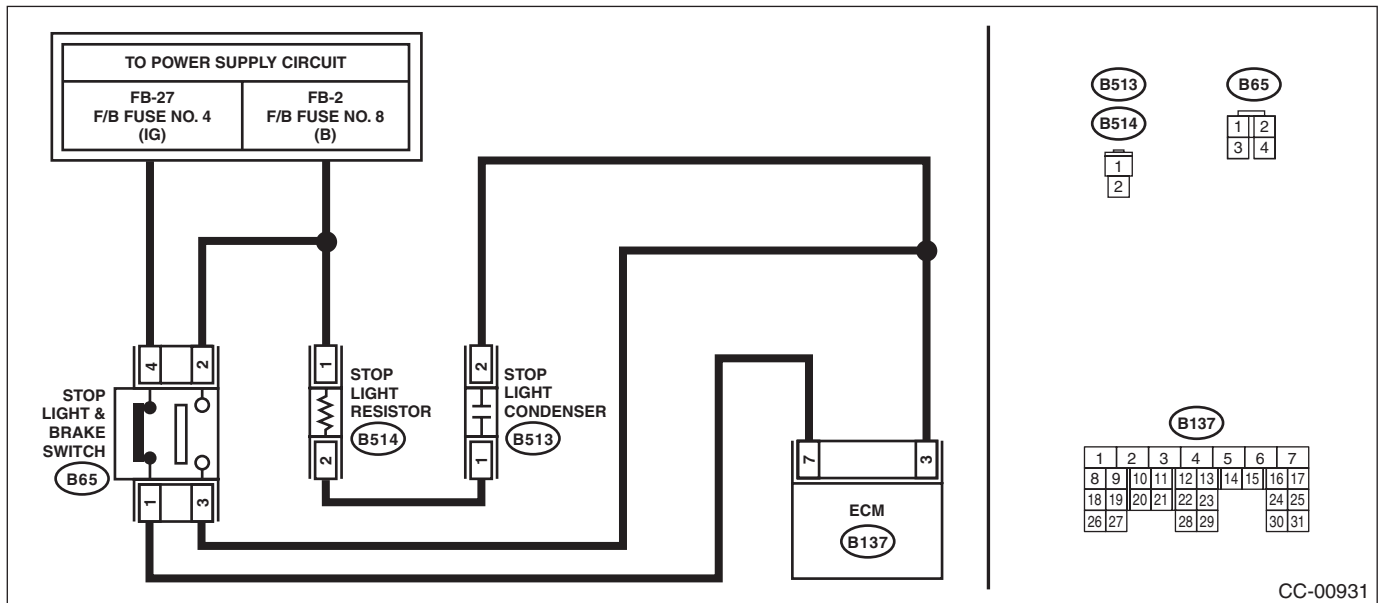 TO POWER SUPPLY CIRCUIT
FB-27
F/B FUSE NO. 4
(IG)
FB-2
F/B FUSE NO. 8
(B)
4
2
STOP
LIGHT &
BRAKE
SWITCH
B65
1
3
1
STOP
LIGHT
RESISTOR
B514
2
2
STOP
LIGHT
CONDENSER
B513
1
7
3
ECM
B137
B513
B514
1
2
B65
1 2
3 4
B137
1 2 3 4 5 6 7
8 9 10 11 12 13 14 15 16 17
18 19 20 21 22 23 24 25
26 27 28 29 30 31
CC-00931